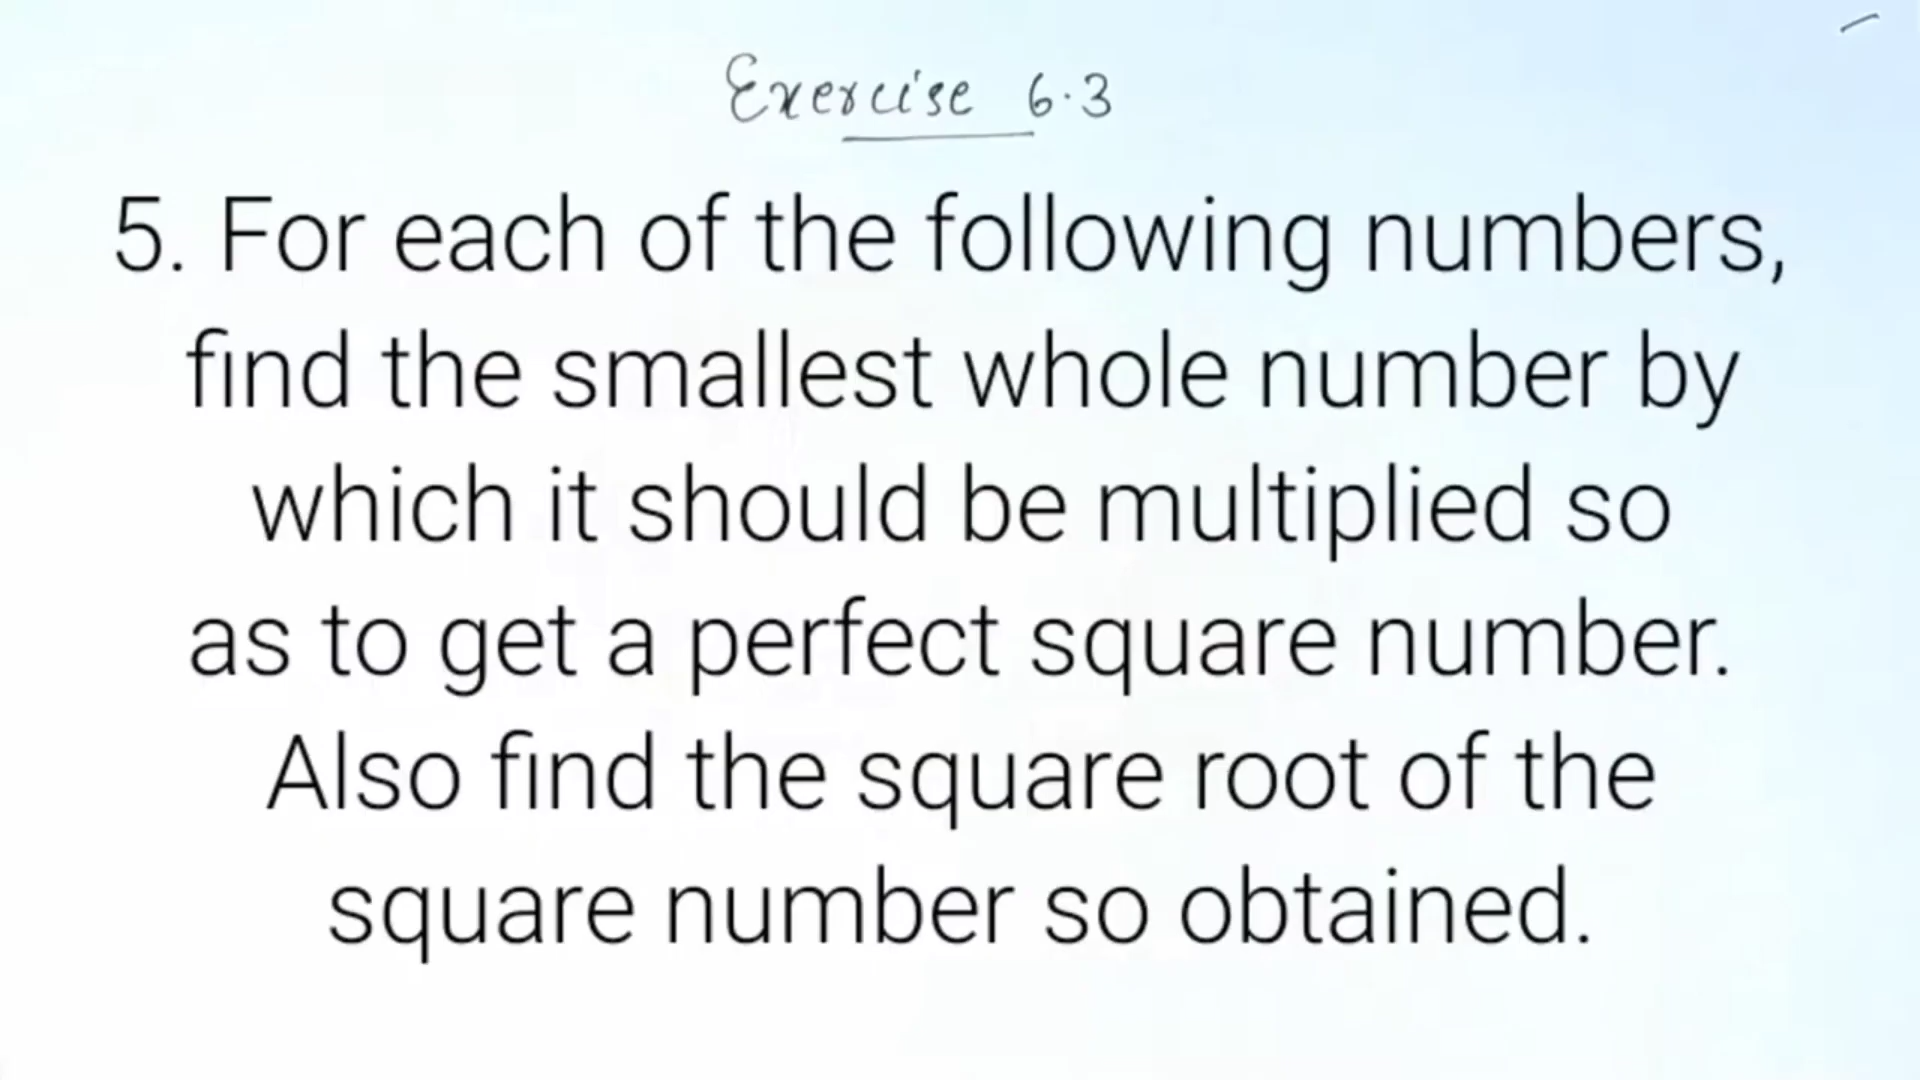 Exercise 6.3
5. For each of the following numbers,
find the smallest whole number by
which it should be multiplied so
as to get a perfect square number.
Also find the square root of the
square number so obtained.